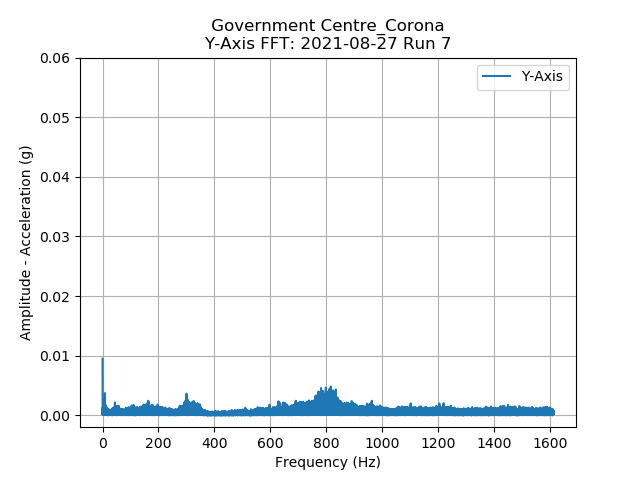 Government Centre_Corona
Y-Axis FFT: 2021-08-27 Run 7
Y-Axis
0.06
0.05
0.04
0.03
0.02
0.01
0.00
Amplitude - Acceleration (g)
0 200 400 600 800 1000 1200 1400 1600
Frequency (Hz)